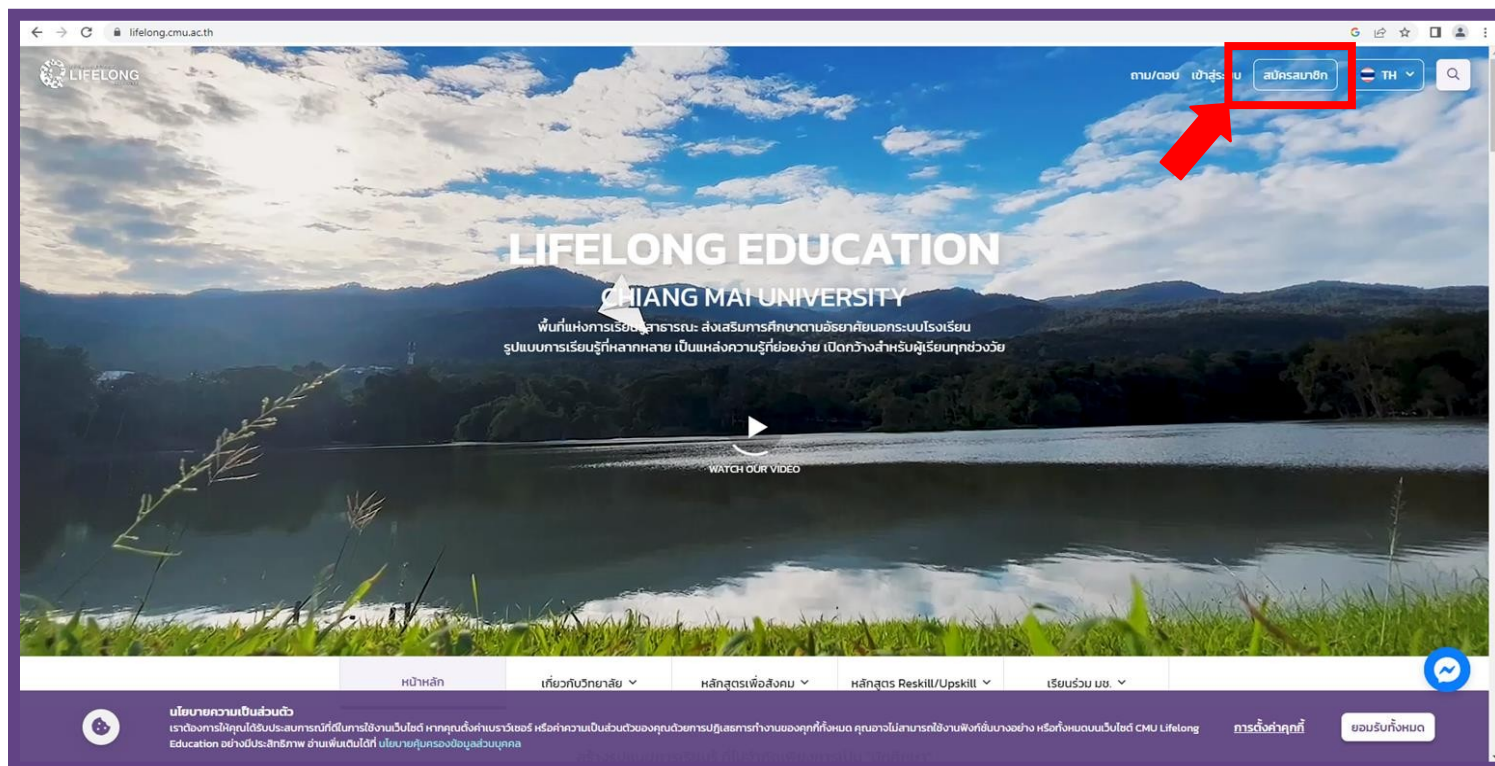 lifelong.cmu.ac.th
LIFELONG
ถาม/ตอบ เข้าสู่ระบบ สมัครสมาชิก TH
LIFELONG EDUCATION
CHIANG MAI UNIVERSITY
พื้นที่แห่งการเรียนรู้สาธารณะ ส่งเสริมการศึกษาตามอัธยาศัยนอกระบบโรงเรียน
รูปแบบการเรียนรู้ที่หลากหลาย เป็นแหล่งความรู้ที่ย่อยง่าย เปิดกว้างสำหรับผู้เรียนทุกช่วงวัย
WATCH OUR VIDEO
หน้าหลัก เกี่ยวกับวิทยาลัย หลักสูตรเพื่อสังคม หลักสูตร Reskill/Upskill เรียนร่วม มช.
นโยบายความเป็นส่วนตัว
เราต้องการให้คุณได้รับประสบการณ์ที่ดีในการใช้งานเว็บไซต์ หากคุณตั้งค่าเบราว์เซอร์ หรือค่าความเป็นส่วนตัวของคุณด้วยการปฏิเสธการทำงานของคุกกี้ทั้งหมด คุณอาจไม่สามารถใช้งานฟังก์ชั่นบางอย่าง หรือทั้งหมดบนเว็บไซต์ CMU Lifelong
Education อย่างมีประสิทธิภาพ อ่านเพิ่มเติมได้ที่ นโยบายคุ้มครองข้อมูลส่วนบุคคล
การตั้งค่าคุกกี้ ยอมรับทั้งหมด